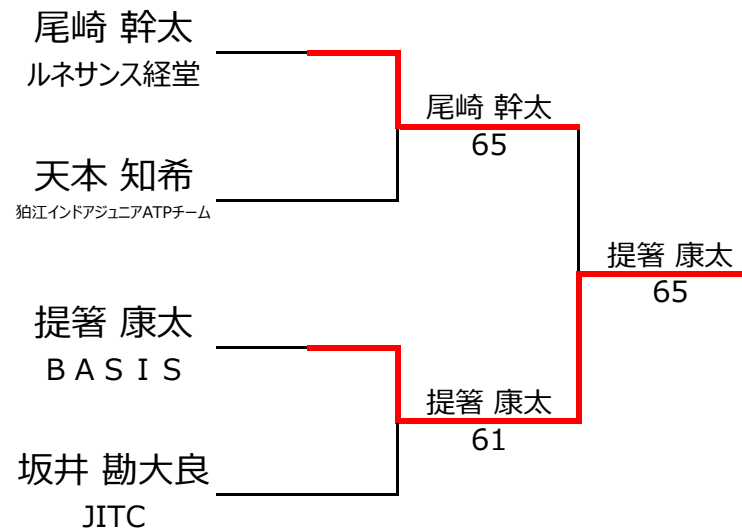 尾崎 幹太
ルネサンス経堂
尾崎 幹太
65
天本 知希
狛江インドアジュニアATPチーム
提箸 康太
65
提箸 康太
ＢＡＳＩＳ
提箸 康太
61
坂井 勘大良
JITC